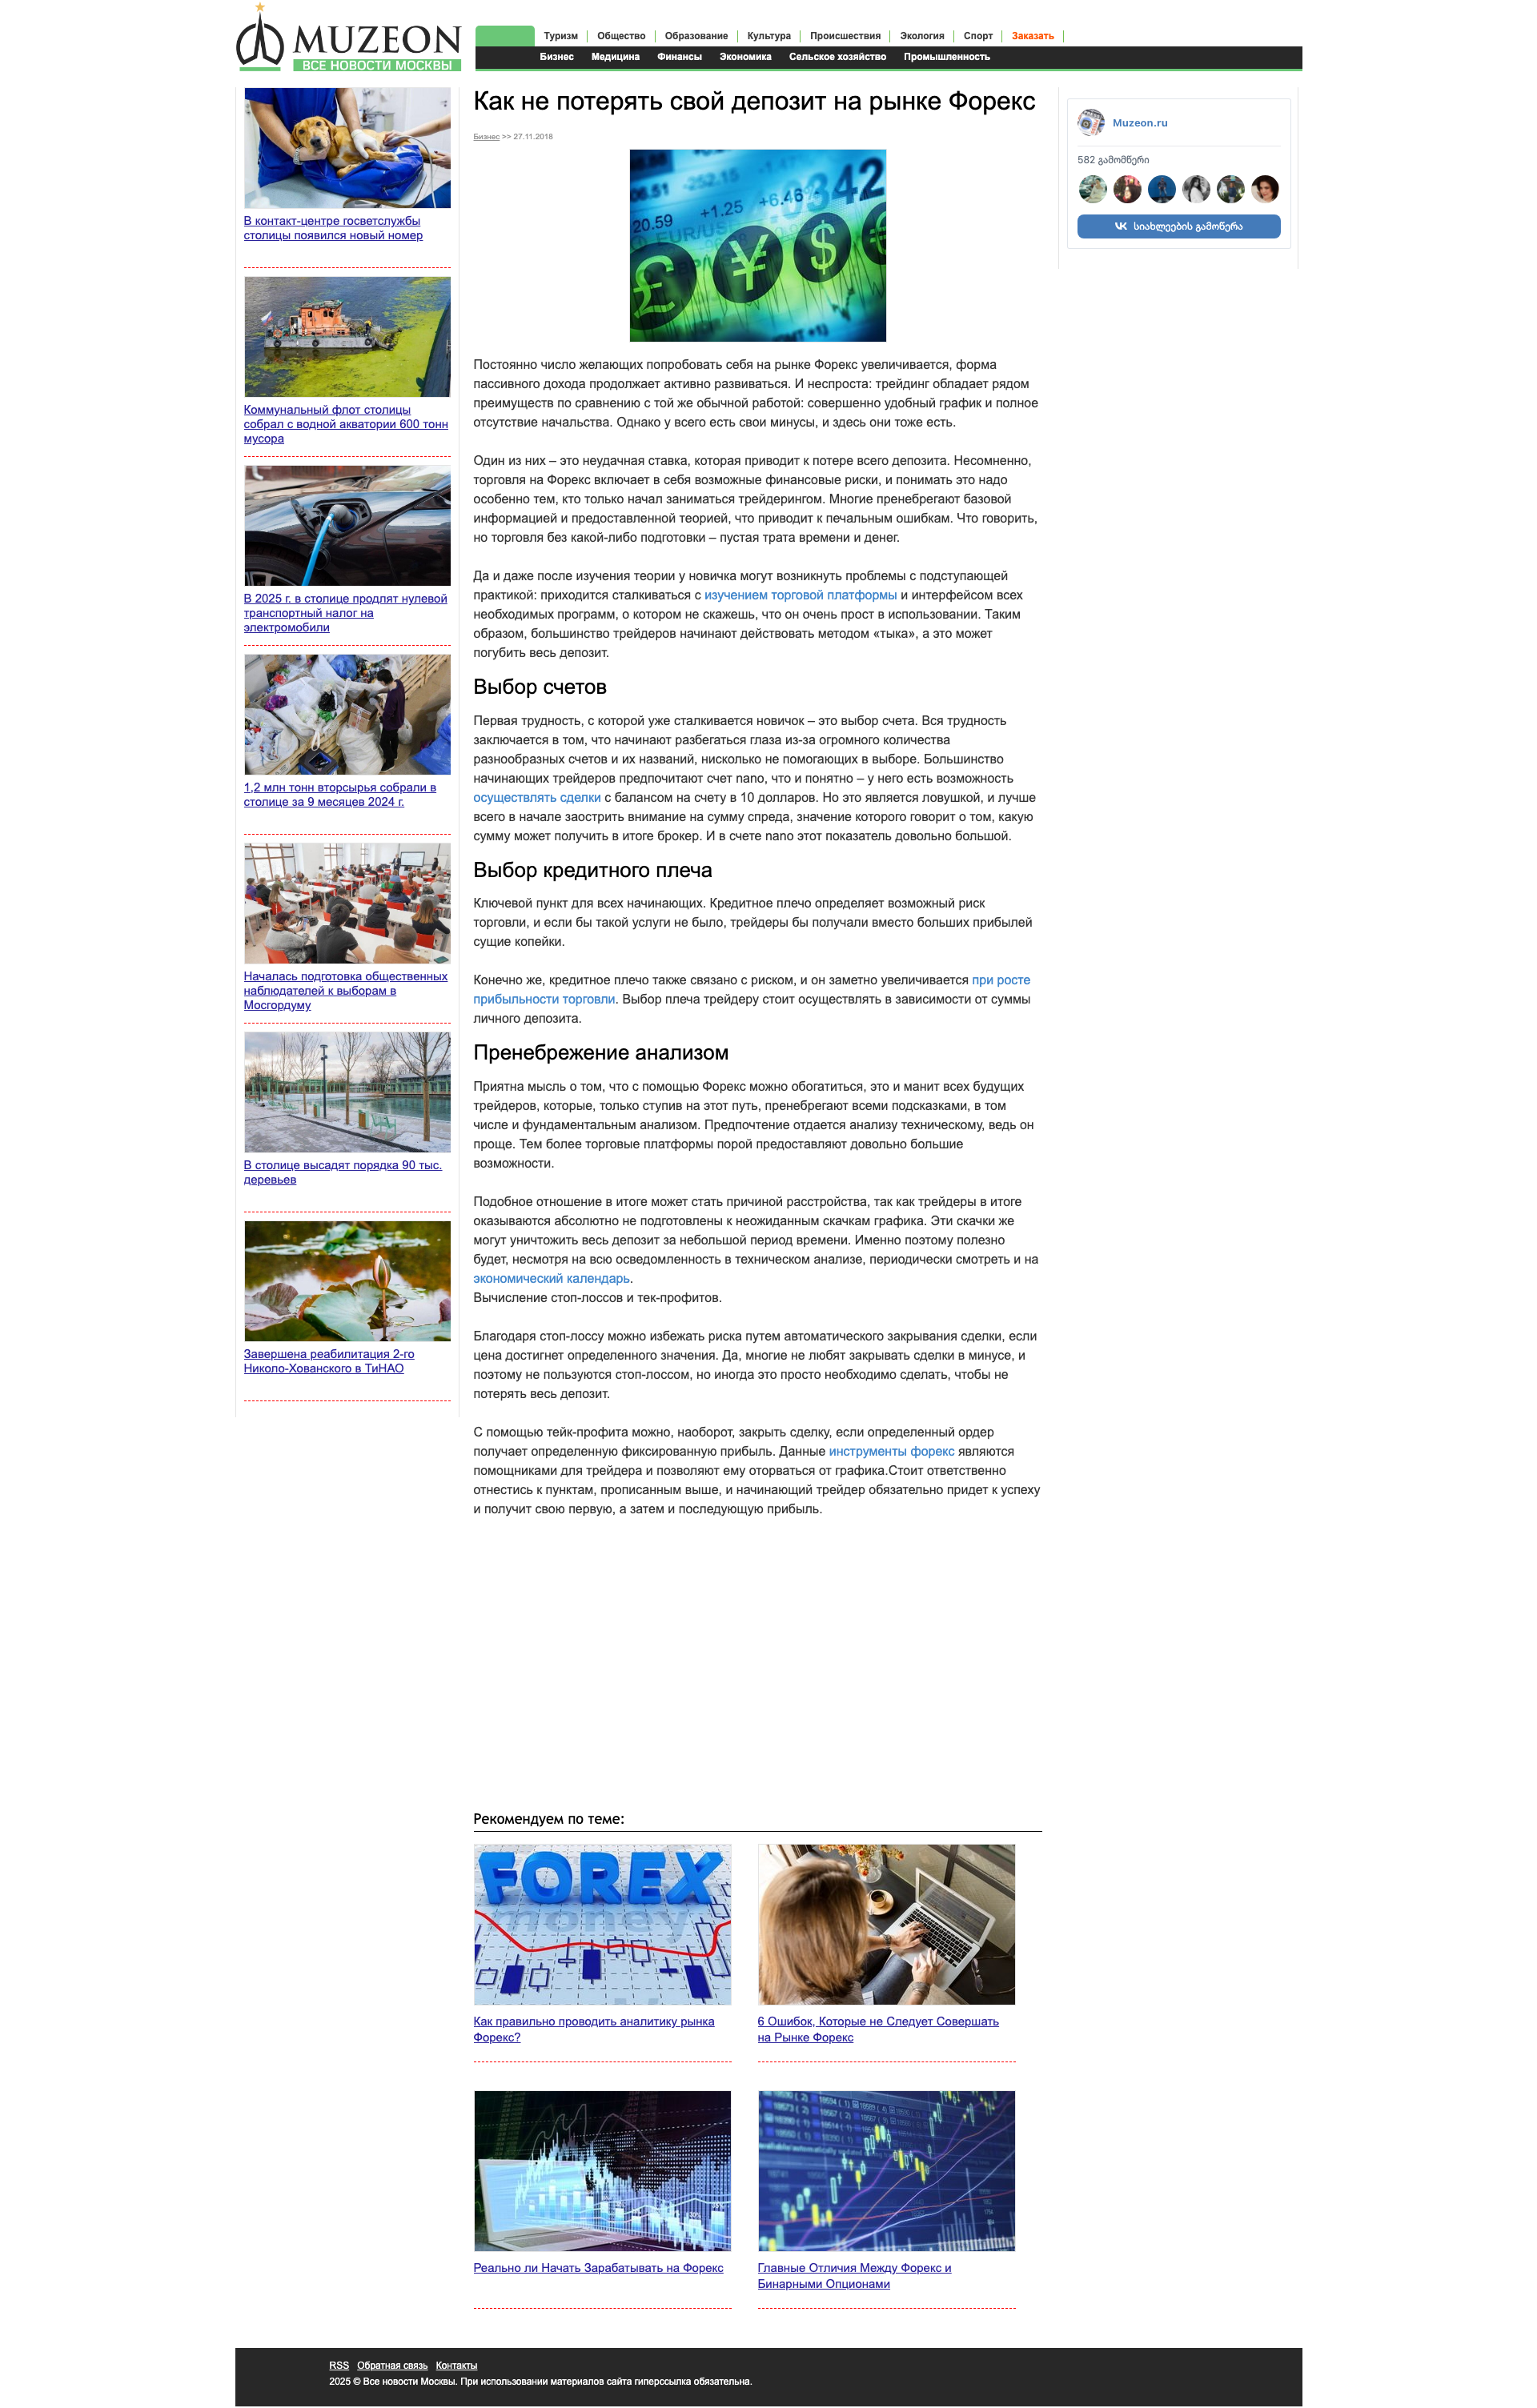 MUZEON
ВСЕ НОВОСТИ МОСКВЫ
Туризм
Общество
Образование
Культура
Происшествия
Экология
Спорт
Заказать
Бизнес
Медицина
Финансы
Экономика
Сельское хозяйство
Промышленность
В контакт-центре госветслужбы
столицы появился новый номер
Коммунальный флот столицы
собрал с водной акватории 600 тонн
мусора
В 2025 г. в столице продлят нулевой
транспортный налог на
электромобили
1,2 млн тонн вторсырья собрали в
столице за 9 месяцев 2024 г.
Началась подготовка общественных
наблюдателей к выборам в
Мосгордуму
В столице высадят порядка 90 тыс.
деревьев
Завершена реабилитация 2-го
Николо-Хованского в ТиНАО
Как не потерять свой депозит на рынке Форекс
Бизнес >> 27.11.2018
Постоянно число желающих попробовать себя на рынке Форекс увеличивается, форма
пассивного дохода продолжает активно развиваться. И неспроста: трейдинг обладает рядом
преимуществ по сравнению с той же обычной работой: совершенно удобный график и полное
отсутствие начальства. Однако у всего есть свои минусы, и здесь они тоже есть.
Один из них – это неудачная ставка, которая приводит к потере всего депозита. Несомненно,
торговля на Форекс включает в себя возможные финансовые риски, и понимать это надо
особенно тем, кто только начал заниматься трейдерингом. Многие пренебрегают базовой
информацией и предоставленной теорией, что приводит к печальным ошибкам. Что говорить,
но торговля без какой-либо подготовки – пустая трата времени и денег.
Да и даже после изучения теории у новичка могут возникнуть проблемы с подступающей
практикой: приходится сталкиваться с изучением торговой платформы и интерфейсом всех
необходимых программ, о котором не скажешь, что он очень прост в использовании. Таким
образом, большинство трейдеров начинают действовать методом «тыка», а это может
погубить весь депозит.
Выбор счетов
Первая трудность, с которой уже сталкивается новичок – это выбор счета. Вся трудность
заключается в том, что начинают разбегаться глаза из-за огромного количества
разнообразных счетов и их названий, нисколько не помогающих в выборе. Большинство
начинающих трейдеров предпочитают счет nano, что и понятно – у него есть возможность
осуществлять сделки с балансом на счету в 10 долларов. Но это является ловушкой, и лучше
всего в начале заострить внимание на сумму спреда, значение которого говорит о том, какую
сумму может получить в итоге брокер. И в счете nano этот показатель довольно большой.
Выбор кредитного плеча
Ключевой пункт для всех начинающих. Кредитное плечо определяет возможный риск
торговли, и если бы такой услуги не было, трейдеры бы получали вместо больших прибылей
сущие копейки.
Конечно же, кредитное плечо также связано с риском, и он заметно увеличивается при росте
прибыльности торговли. Выбор плеча трейдеру стоит осуществлять в зависимости от суммы
личного депозита.
Пренебрежение анализом
Приятна мысль о том, что с помощью Форекс можно обогатиться, это и манит всех будущих
трейдеров, которые, только ступив на этот путь, пренебрегают всеми подсказками, в том
числе и фундаментальным анализом. Предпочтение отдается анализу техническому, ведь он
проще. Тем более торговые платформы порой предоставляют довольно большие
возможности.
Подобное отношение в итоге может стать причиной расстройства, так как трейдеры в итоге
оказываются абсолютно не подготовлены к неожиданным скачкам графика. Эти скачки же
могут уничтожить весь депозит за небольшой период времени. Именно поэтому полезно
будет, несмотря на всю осведомленность в техническом анализе, периодически смотреть и на
экономический календарь.
Вычисление стоп-лоссов и тек-профитов.
Благодаря стоп-лоссу можно избежать риска путем автоматического закрывания сделки, если
цена достигнет определенного значения. Да, многие не любят закрывать сделки в минусе, и
поэтому не пользуются стоп-лоссом, но иногда это просто необходимо сделать, чтобы не
потерять весь депозит.
С помощью тейк-профита можно, наоборот, закрыть сделку, если определенный ордер
получает определенную фиксированную прибыль. Данные инструменты форекс являются
помощниками для трейдера и позволяют ему оторваться от графика.Стоит ответственно
отнестись к пунктам, прописанным выше, и начинающий трейдер обязательно придет к успеху
и получит свою первую, а затем и последующую прибыль.
Muzeon.ru
582 გამომწერი
სიახლეების გამოწერა
Рекомендуем по теме:
FOREX
money
Как правильно проводить аналитику рынка
Форекс?
6 Ошибок, Которые не Следует Совершать
на Рынке Форекс
Реально ли Начать Зарабатывать на Форекс
Главные Отличия Между Форекс и
Бинарными Опционами
RSS
Обратная связь
Контакты
2025 © Все новости Москвы. При использовании материалов сайта гиперссылка обязательна.